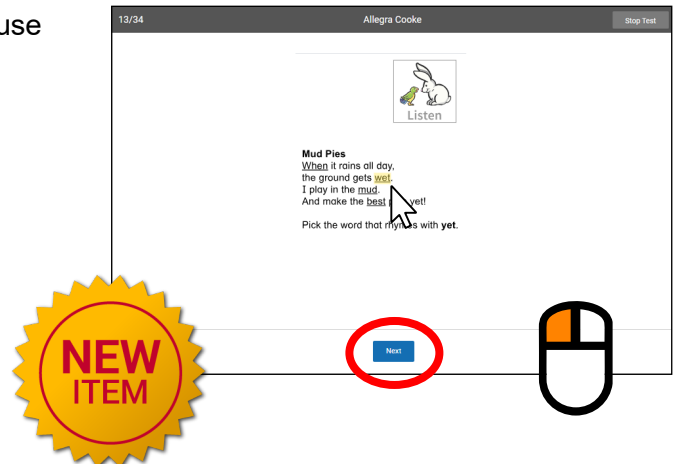 use
13/34 Allegra Cooke Stop Test
Listen
Mud Pies
When it rains all day,
the ground gets wet.
I play in the mud.
And make the best yet!
Pick the word that rhymes with yet.
Next
NEW
ITEM